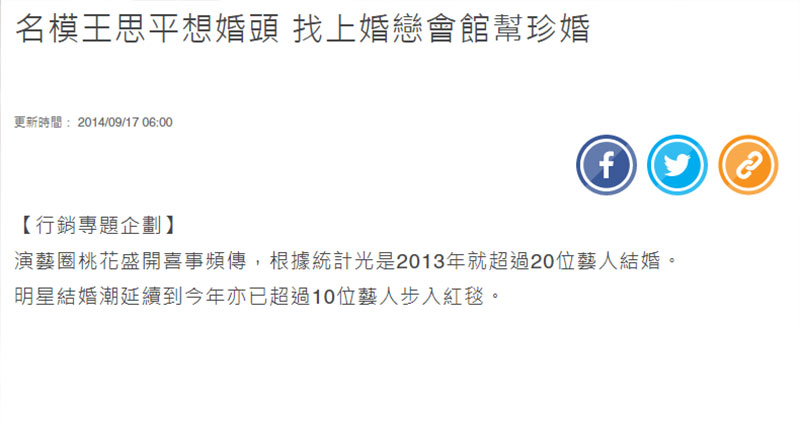 名模王思平想婚頭 找上婚戀會館幫珍婚
更新時間： 2014/09/17 06:00
【行銷專題企劃】
演藝圈桃花盛開喜事頻傳，根據統計光是2013年就超過20位藝人結婚。
明星結婚潮延續到今年亦已超過10位藝人步入紅毯。